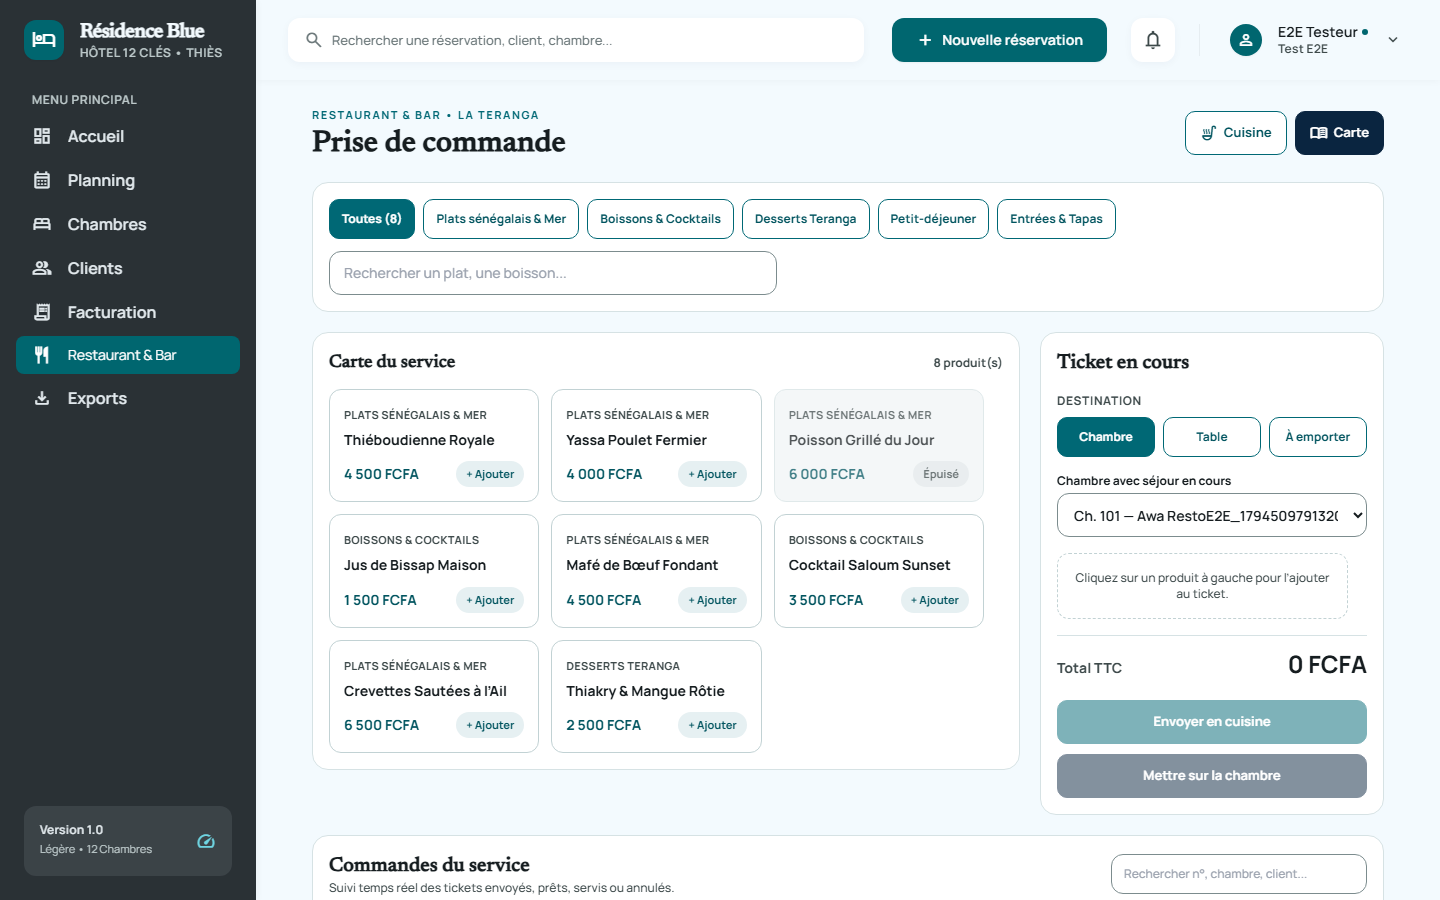 Résidence Blue
HÔTEL 12 CLÉS • THIÈS
MENU PRINCIPAL
Accueil
Planning
Chambres
Clients
Facturation
Restaurant & Bar
Exports
Version 1.0
Légère • 12 Chambres
Rechercher une réservation, client, chambre...
+ Nouvelle réservation
E2E Testeur
Test E2E
RESTAURANT & BAR • LA TERANGA
Prise de commande
Cuisine
Carte
Toutes (8)
Plats sénégalais & Mer
Boissons & Cocktails
Desserts Teranga
Petit-déjeuner
Entrées & Tapas
Rechercher un plat, une boisson...
Carte du service
8 produit(s)
PLATS SÉNÉGALAIS & MER
Thiéboudienne Royale
4 500 FCFA
+ Ajouter
PLATS SÉNÉGALAIS & MER
Yassa Poulet Fermier
4 000 FCFA
+ Ajouter
PLATS SÉNÉGALAIS & MER
Poisson Grillé du Jour
6 000 FCFA
Épuisé
BOISSONS & COCKTAILS
Jus de Bissap Maison
1 500 FCFA
+ Ajouter
PLATS SÉNÉGALAIS & MER
Mafé de Bœuf Fondant
4 500 FCFA
+ Ajouter
BOISSONS & COCKTAILS
Cocktail Saloum Sunset
3 500 FCFA
+ Ajouter
PLATS SÉNÉGALAIS & MER
Crevettes Sautées à l'Ail
6 500 FCFA
+ Ajouter
DESSERTS TERANGA
Thiakry & Mangue Rôtie
2 500 FCFA
+ Ajouter
Ticket en cours
DESTINATION
Chambre
Table
À emporter
Chambre avec séjour en cours
Ch. 101 — Awa RestoE2E_1794509791320
Cliquez sur un produit à gauche pour l'ajouter
au ticket.
Total TTC
0 FCFA
Envoyer en cuisine
Mettre sur la chambre
Commandes du service
Suivi temps réel des tickets envoyés, prêts, servis ou annulés.
Rechercher n°, chambre, client...